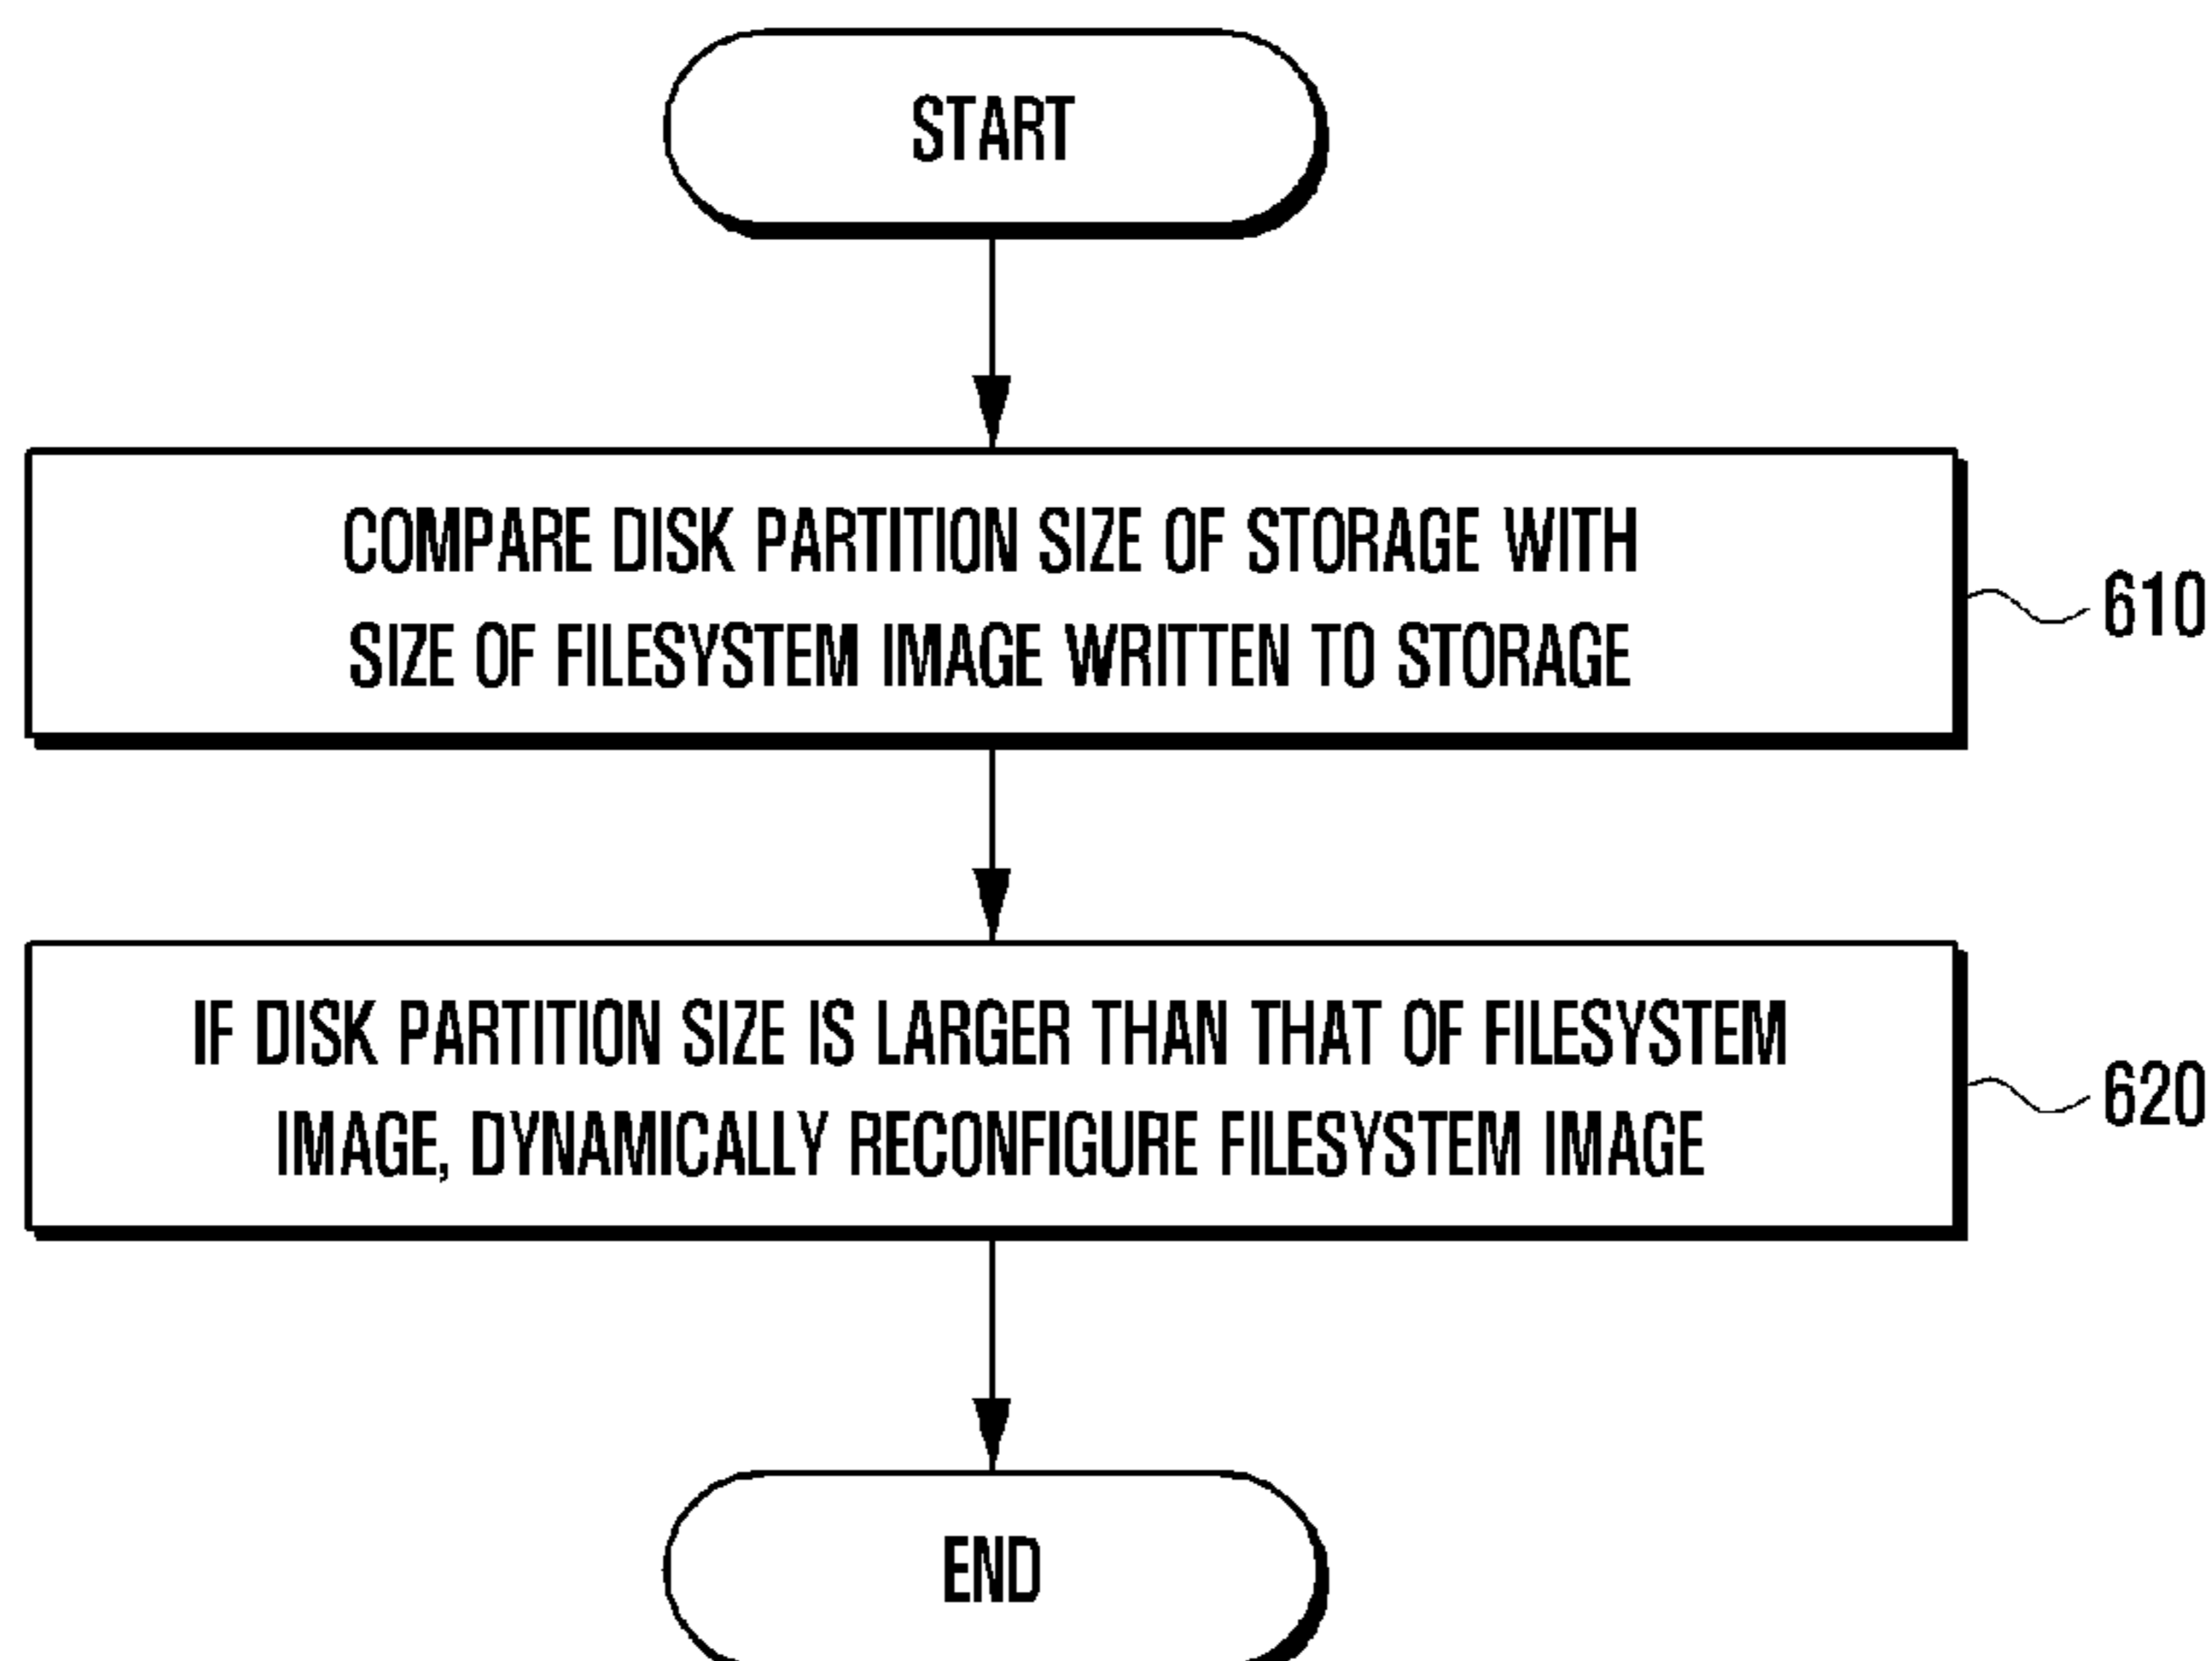 START
COMPARE DISK PARTITION SIZE OF STORAGE WITH
SIZE OF FILESYSTEM IMAGE WRITTEN TO STORAGE
610
IF DISK PARTITION SIZE IS LARGER THAN THAT OF FILESYSTEM
IMAGE, DYNAMICALLY RECONFIGURE FILESYSTEM IMAGE
620
END